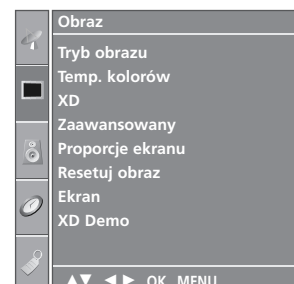 Obraz
Tryb obrazu
Temp. kolorów
XD
Zaawansowany
Proporcje ekranu
Resetuj obraz
Ekran
XD Demo
▲▼ ◄► OK MENU